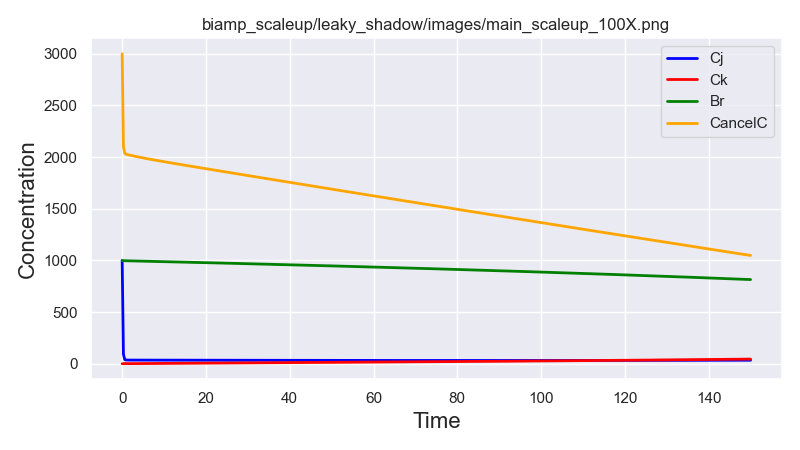 biamp_scaleup/leaky_shadow/images/main_scaleup_100X.png
3000
2500
2000
1500
1000
500
0
Concentration
Cj
Ck
Br
CancelC
0 20 40 60 80 100 120 140
Time